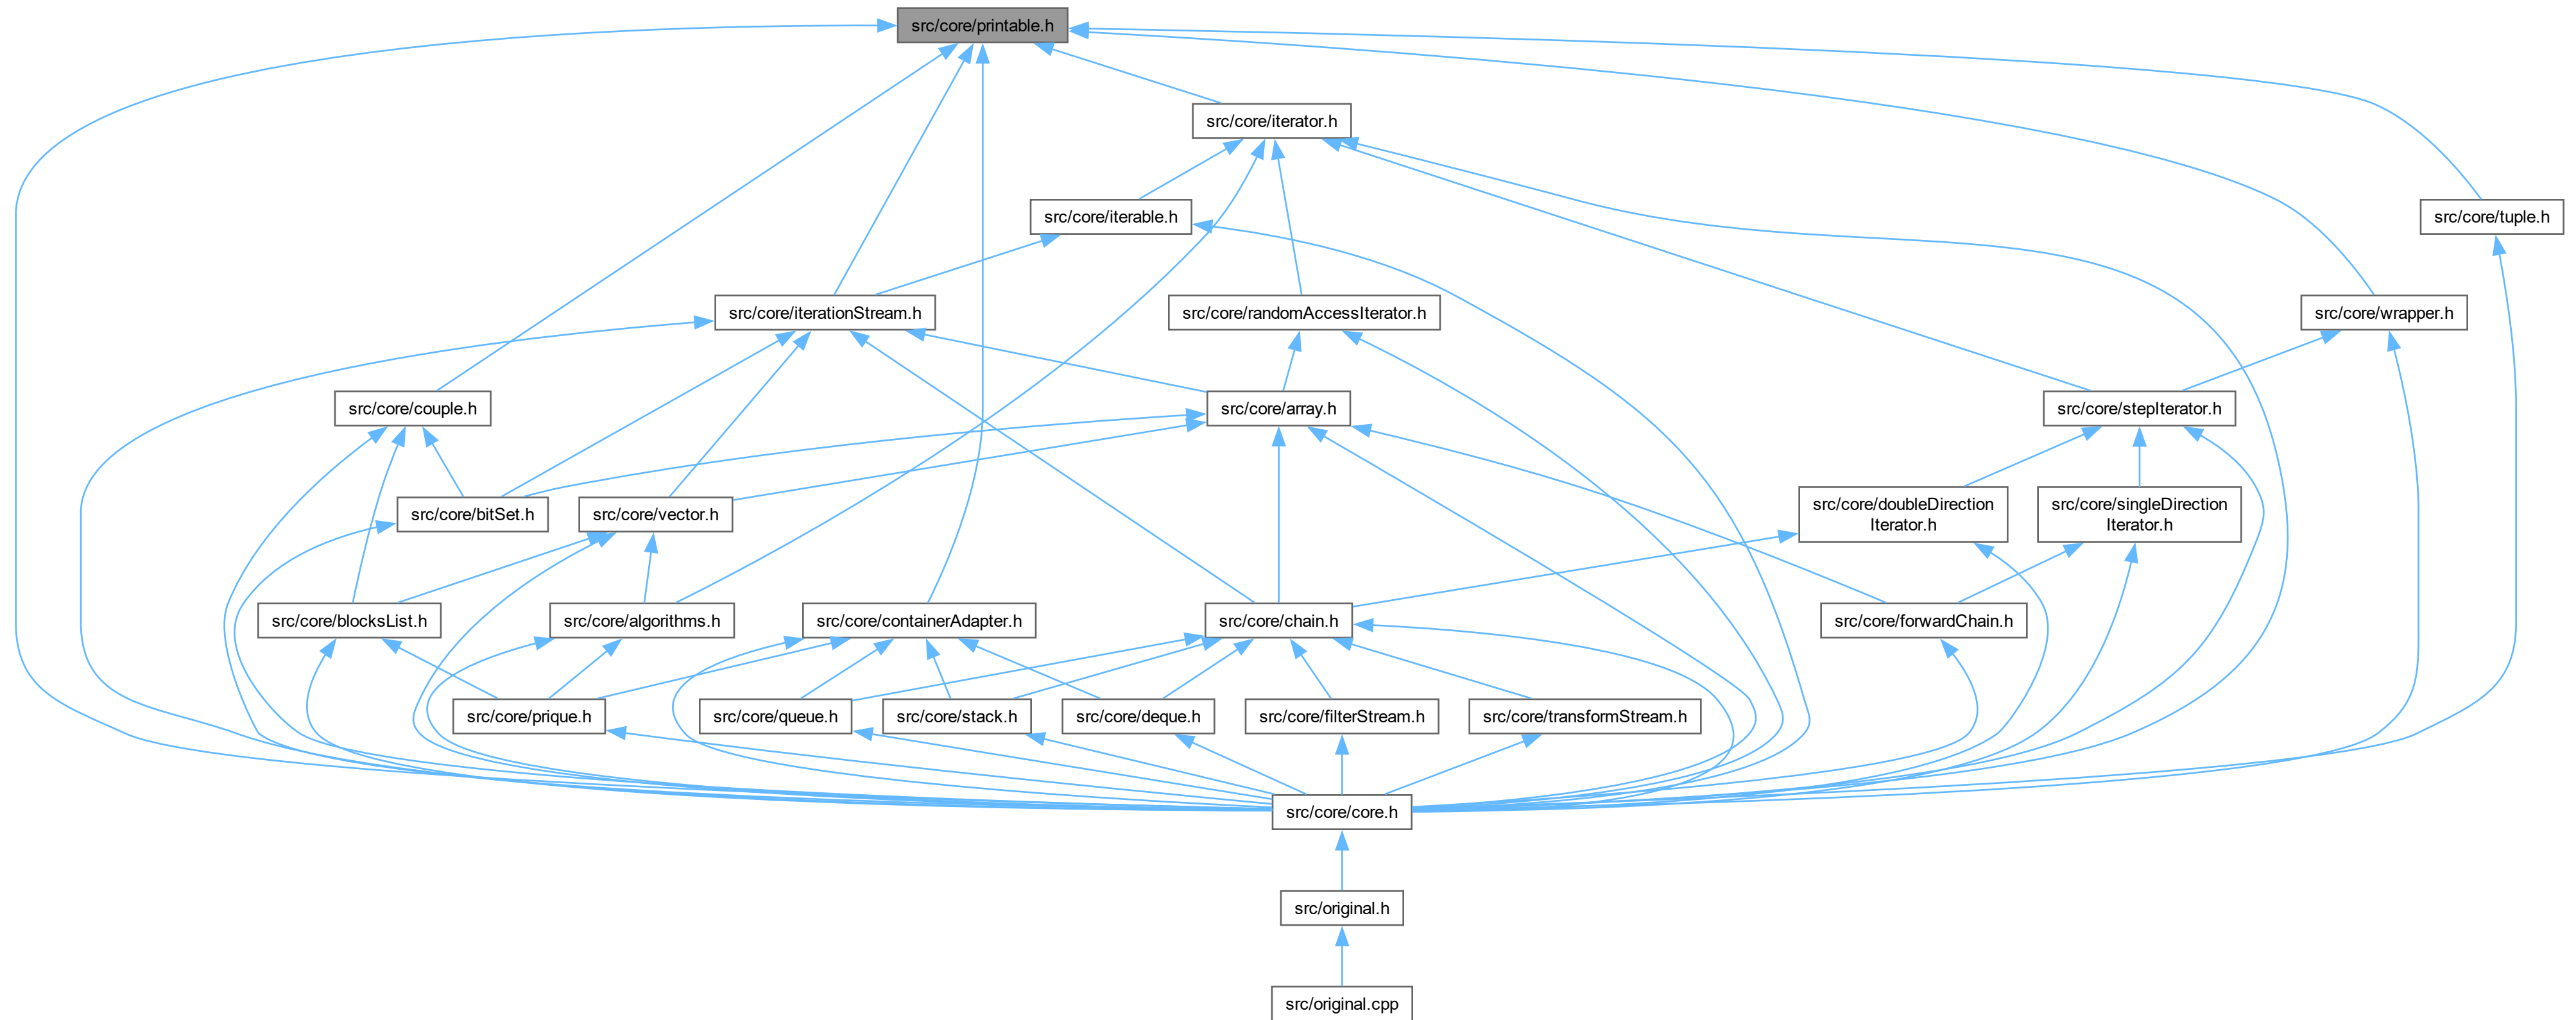 src/core/printable.h
src/core/iterator.h
src/core/iterable.h
src/core/tuple.h
src/core/iterationStream.h
src/core/randomAccessIterator.h
src/core/wrapper.h
src/core/couple.h
src/core/array.h
src/core/stepIterator.h
src/core/bitSet.h
src/core/vector.h
src/core/doubleDirection
Iterator.h
src/core/singleDirection
Iterator.h
src/core/blocksList.h
src/core/algorithms.h
src/core/containerAdapter.h
src/core/chain.h
src/core/forwardChain.h
src/core/prique.h
src/core/queue.h
src/core/stack.h
src/core/deque.h
src/core/filterStream.h
src/core/transformStream.h
src/core/core.h
src/original.h
src/original.cpp